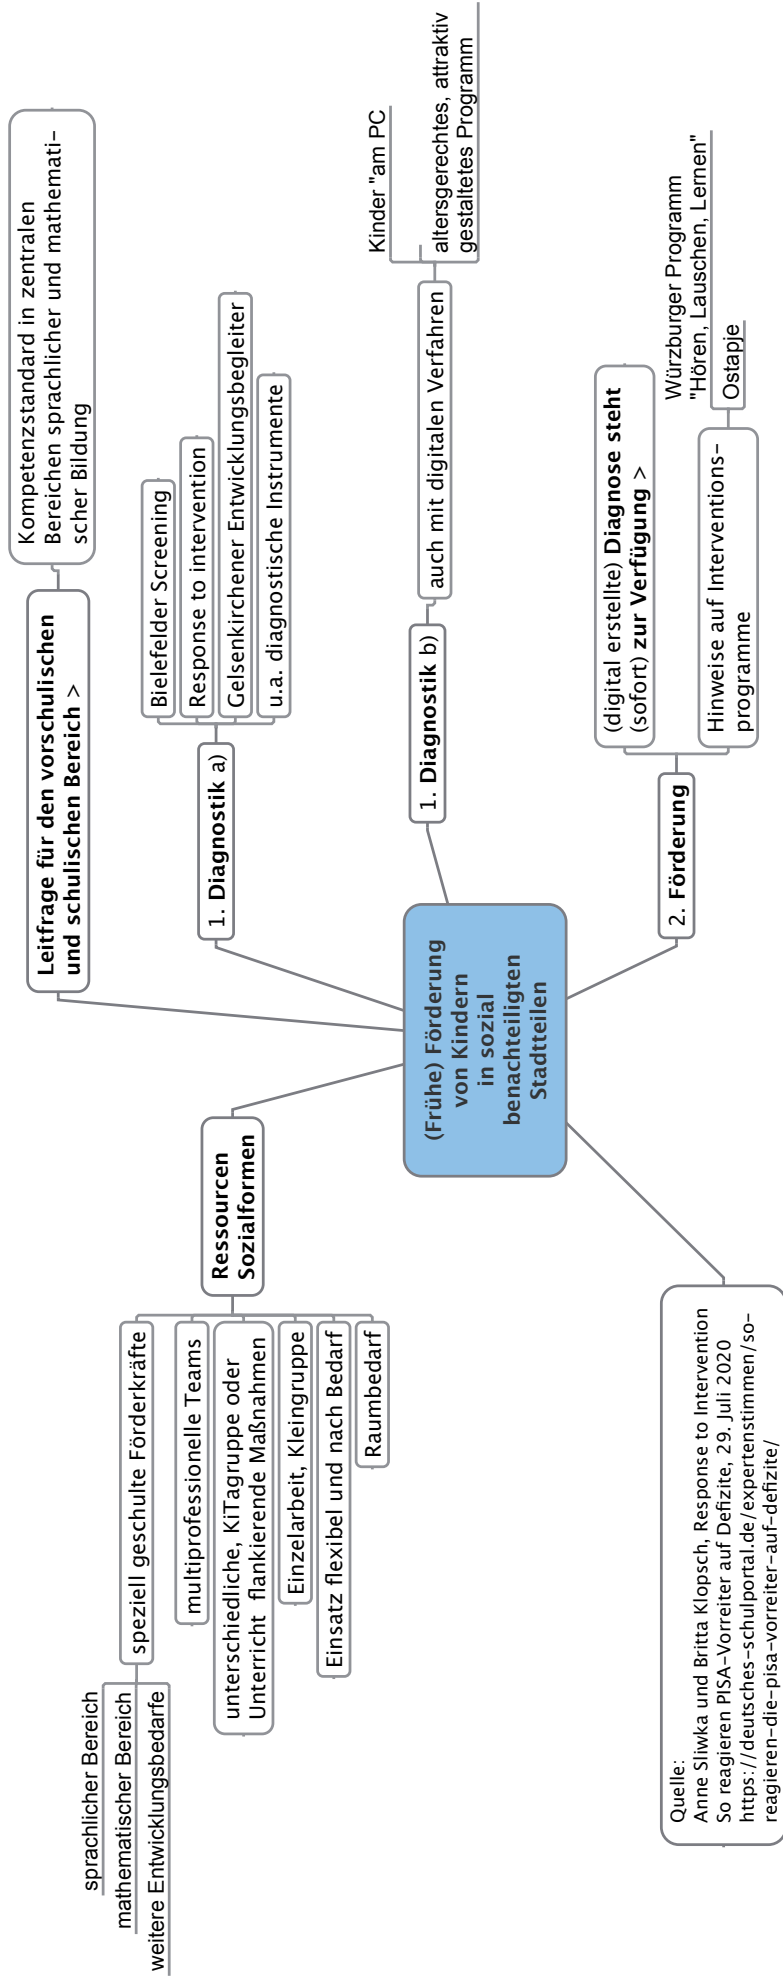 (Frühe) Förderung
von Kindern
in sozial
benachteiligten
Stadtteilen
Leitfrage für den vorschulischen
und schulischen Bereich >
Kompetenzstandard in zentralen
Bereichen sprachlicher und mathemati-
scher Bildung
1. Diagnostik a)
Bielefelder Screening
Response to intervention
Gelsenkirchener Entwicklungsbegleiter
u.a. diagnostische Instrumente
1. Diagnostik b)
auch mit digitalen Verfahren
Kinder "am PC
altersgerechtes, attraktiv
gestaltetes Programm
2. Förderung
(digital erstellte) Diagnose steht
(sofort) zur Verfügung >
Hinweise auf Interventions-
programme
Würzburger Programm
"Hören, Lauschen, Lernen"
Ostapje
Ressourcen
Sozialformen
speziell geschulte Förderkräfte
sprachlicher Bereich
mathematischer Bereich
weitere Entwicklungsbedarfe
multiprofessionelle Teams
unterschiedliche, KiTagruppe oder
Unterricht flankierende Maßnahmen
Einzelarbeit, Kleingruppe
Einsatz flexibel und nach Bedarf
Raumbedarf
Quelle:
Anne Sliwka und Britta Klopsch, Response to Intervention
So reagieren PISA-Vorreiter auf Defizite, 29. Juli 2020
https://deutsches-schulportal.de/expertenstimmen/so-
reagieren-die-pisa-vorreiter-auf-defizite/